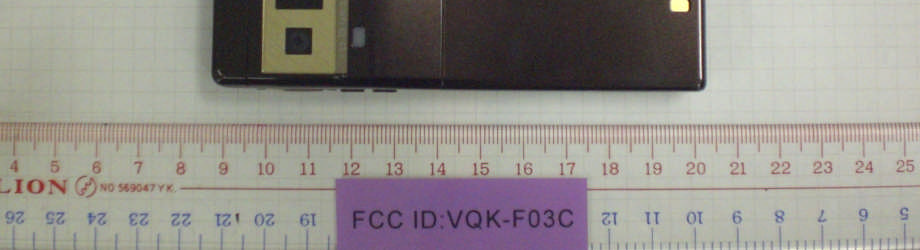 4 5 6 7 8 9 10 11 12 13 14 15 16 17 18 19 20 21 22 23 24 25
LION NO 569047 Y.K.
26 25 24 23 22 21 20 19 12 11 10 9 8 7 6 5
FCC ID:VQK-F03C